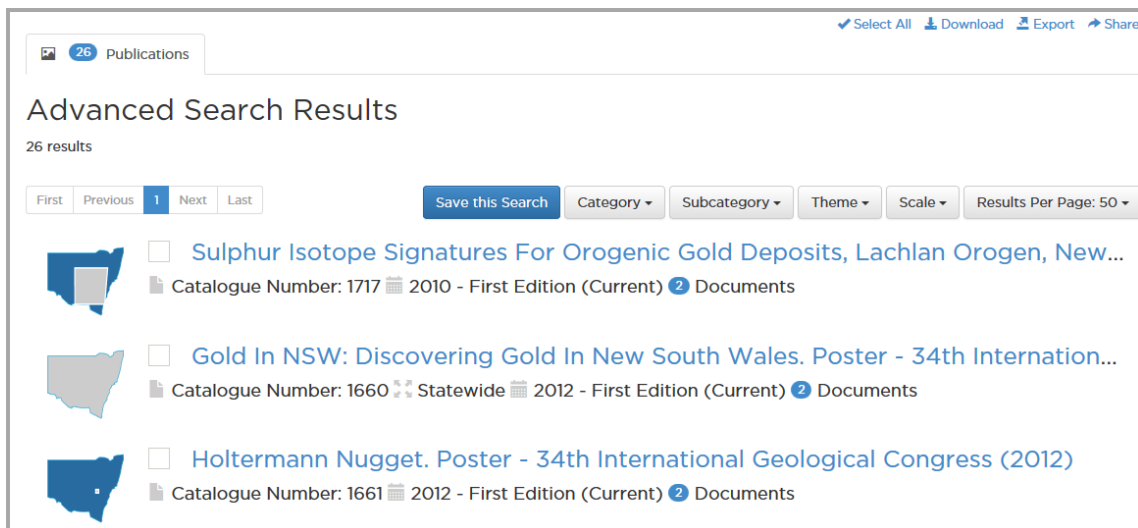 Select All Download Export Share
26 Publications
Advanced Search Results
26 results
First Previous 1 Next Last Save this Search Category Subcategory Theme Scale Results Per Page: 50
Sulphur Isotope Signatures For Orogenic Gold Deposits, Lachlan Orogen, New...
Catalogue Number: 1717 2010 - First Edition (Current) 2 Documents
Gold In NSW: Discovering Gold In New South Wales. Poster - 34th Internation...
Catalogue Number: 1660 Statewide 2012 - First Edition (Current) 2 Documents
Holtermann Nugget. Poster - 34th International Geological Congress (2012)
Catalogue Number: 1661 2012 - First Edition (Current) 2 Documents